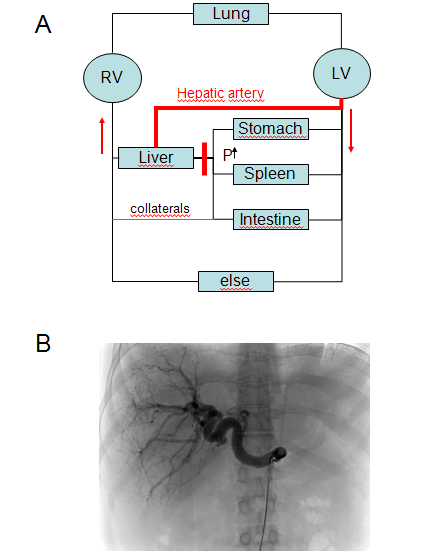 A
Lung
RV
LV
Hepatic artery
Stomach
Liver
P
Spleen
collaterals
Intestine
else
B